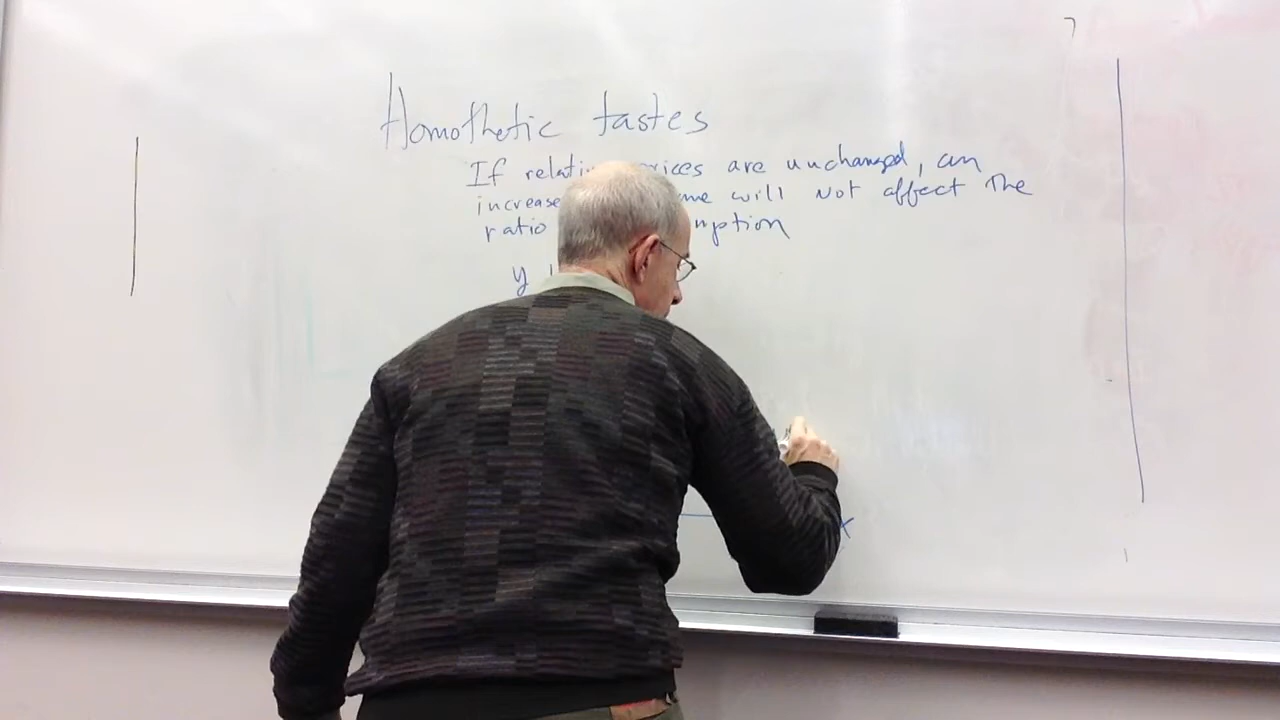 Homothetic tastes
If relati rices are unchanged, an
increase me will not affect the
ratio mption
y
x